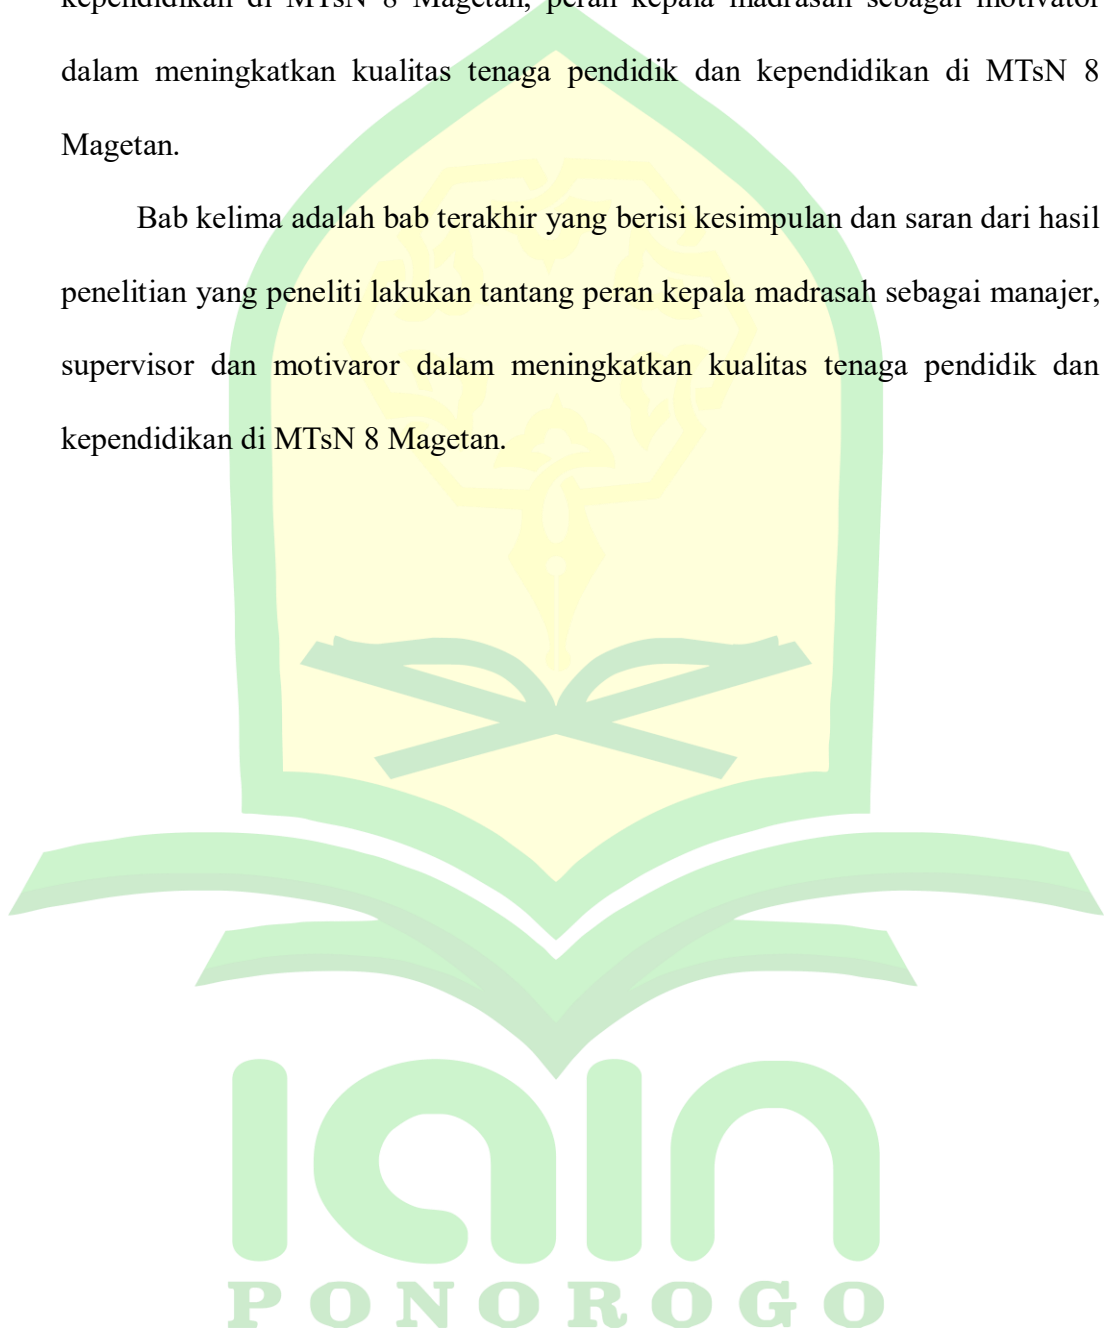 kependidikan di MTsN 8 Magetan, peran kepala madrasah sebagai motivator
dalam meningkatkan kualitas tenaga pendidik dan kependidikan di MTsN 8
Magetan.
Bab kelima adalah bab terakhir yang berisi kesimpulan dan saran dari hasil
penelitian yang peneliti lakukan tantang peran kepala madrasah sebagai manajer,
supervisor dan motivaror dalam meningkatkan kualitas tenaga pendidik dan
kependidikan di MTsN 8 Magetan.
iain
PONOROGO